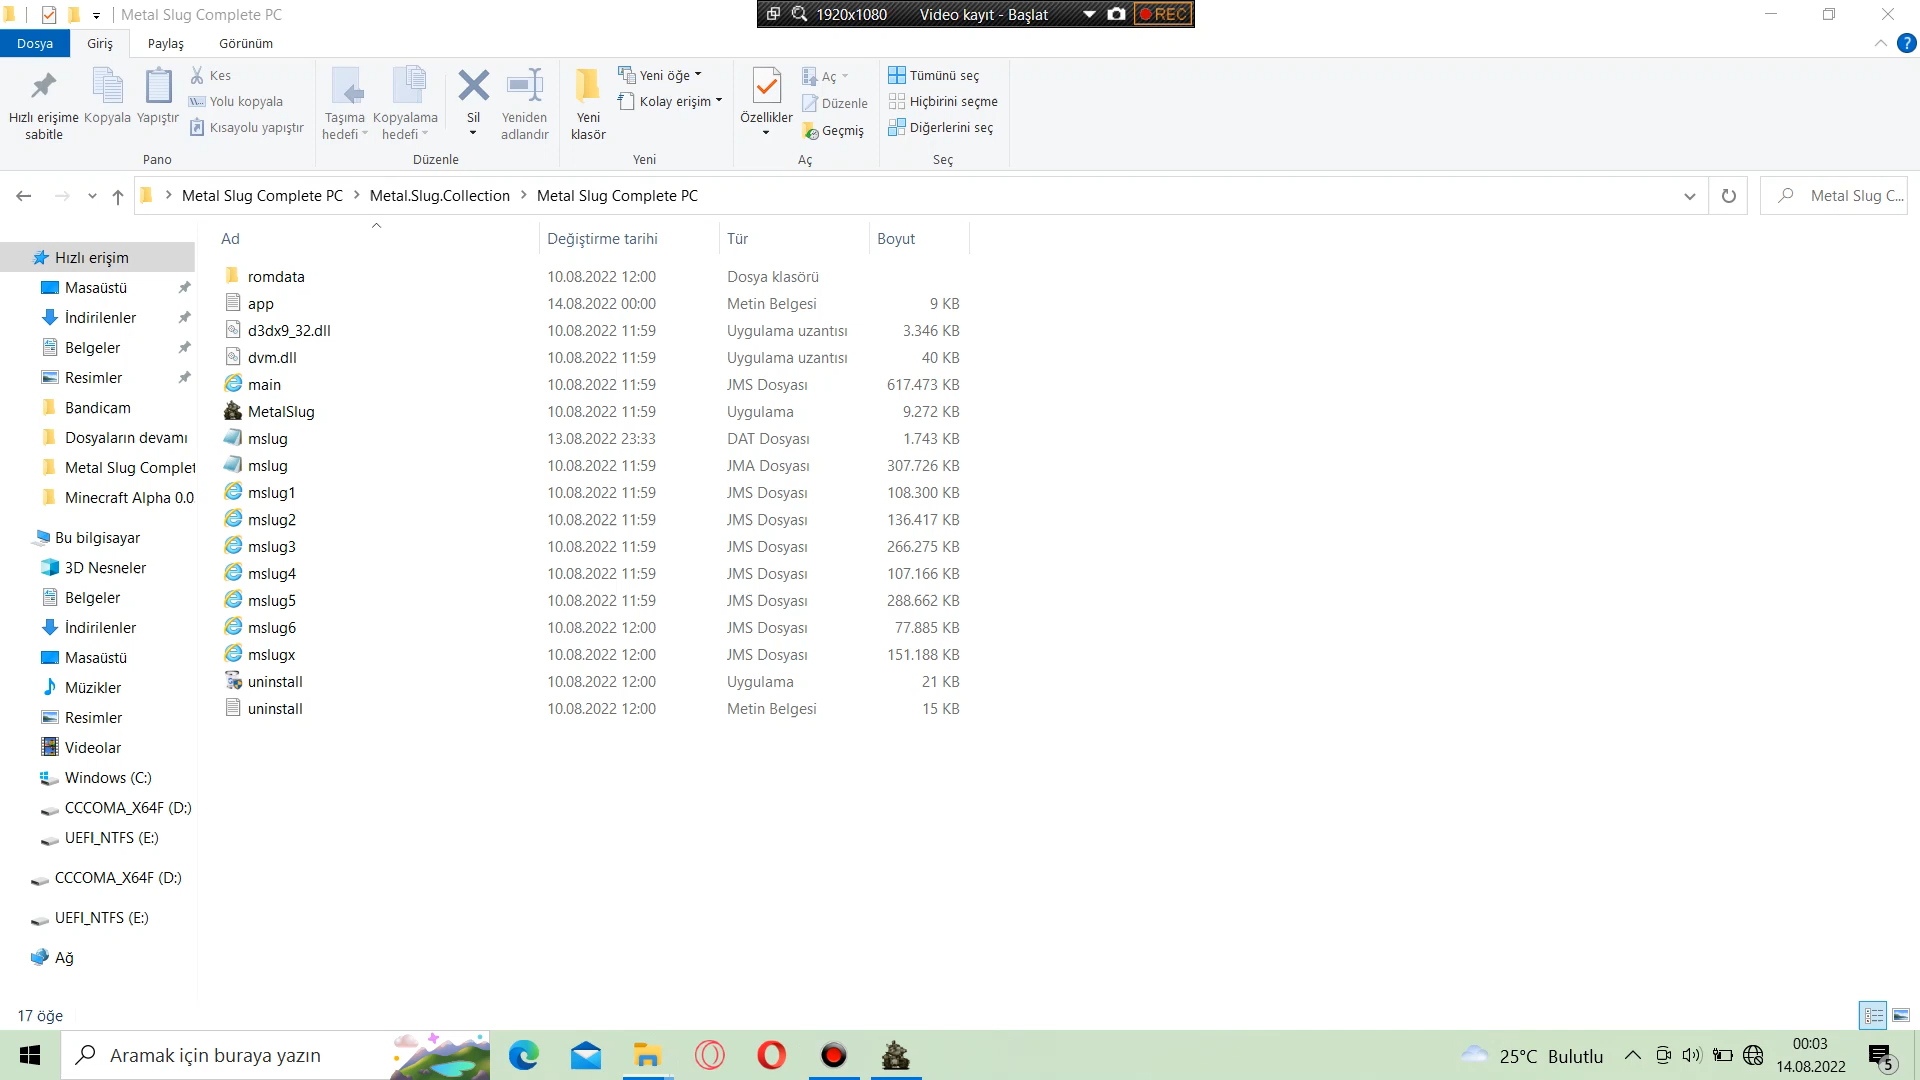 Metal Slug Complete PC
1920x1080 Video kayıt - Başlat REC
Dosya Giriş Paylaş Görünüm
Hızlı erişime sabitle
Kopyala
Yapıştır
Kes
Yolu kopyala
Kısayolu yapıştır
Pano
Taşıma hedefi
Kopyalama hedefi
Sil
Yeniden adlandır
Düzenle
Yeni klasör
Yeni öğe
Kolay erişim
Yeni
Özellikler
Aç
Düzenle
Geçmiş
Aç
Tümünü seç
Hiçbirini seçme
Diğerlerini seç
Seç
Metal Slug Complete PC > Metal.Slug.Collection > Metal Slug Complete PC
Metal Slug C...
Ad Değiştirme tarihi Tür Boyut
romdata 10.08.2022 12:00 Dosya klasörü
app 14.08.2022 00:00 Metin Belgesi 9 KB
d3dx9_32.dll 10.08.2022 11:59 Uygulama uzantısı 3.346 KB
dvm.dll 10.08.2022 11:59 Uygulama uzantısı 40 KB
main 10.08.2022 11:59 JMS Dosyası 617.473 KB
MetalSlug 10.08.2022 11:59 Uygulama 9.272 KB
mslug 13.08.2022 23:33 DAT Dosyası 1.743 KB
mslug 10.08.2022 11:59 JMA Dosyası 307.726 KB
mslug1 10.08.2022 11:59 JMS Dosyası 108.300 KB
mslug2 10.08.2022 11:59 JMS Dosyası 136.417 KB
mslug3 10.08.2022 11:59 JMS Dosyası 266.275 KB
mslug4 10.08.2022 11:59 JMS Dosyası 107.166 KB
mslug5 10.08.2022 11:59 JMS Dosyası 288.662 KB
mslug6 10.08.2022 12:00 JMS Dosyası 77.885 KB
mslugx 10.08.2022 12:00 JMS Dosyası 151.188 KB
uninstall 10.08.2022 12:00 Uygulama 21 KB
uninstall 10.08.2022 12:00 Metin Belgesi 15 KB
Hızlı erişim
Masaüstü
İndirilenler
Belgeler
Resimler
Bandicam
Dosyaların devamı
Metal Slug Complet
Minecraft Alpha 0.0
Bu bilgisayar
3D Nesneler
Belgeler
İndirilenler
Masaüstü
Müzikler
Resimler
Videolar
Windows (C:)
CCCOMA_X64F (D:)
UEFI_NTFS (E:)
CCCOMA_X64F (D:)
UEFI_NTFS (E:)
Ağ
17 öğe
Aramak için buraya yazın
25°C Bulutlu
00:03
14.08.2022
5